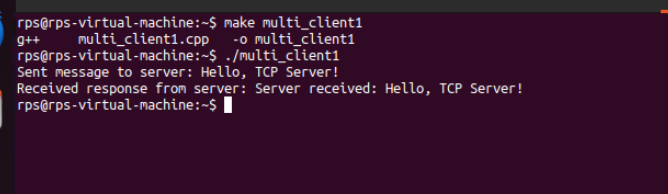 rps@rps-virtual-machine:~$ make multi_client1
g++     multi_client1.cpp   -o multi_client1
rps@rps-virtual-machine:~$ ./multi_client1
Sent message to server: Hello, TCP Server!
Received response from server: Server received: Hello, TCP Server!
rps@rps-virtual-machine:~$